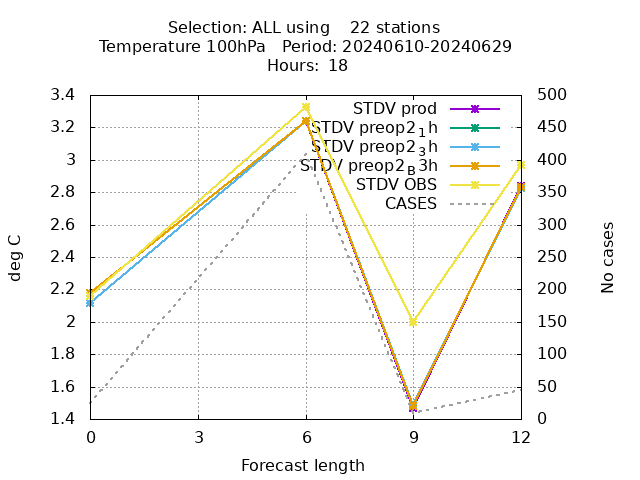 Selection: ALL using 22 stations
Temperature 100hPa Period: 20240610-20240629
Hours: 18
STDV prod
STDV preop2₁h
STDV preop2₃h
STDV preop2_B3h
STDV OBS
CASES
3.4
3.2
3
2.8
2.6
2.4
2.2
2
1.8
1.6
1.4
500
450
400
350
300
250
200
150
100
50
0
deg C
No cases
0 3 6 9 12
Forecast length